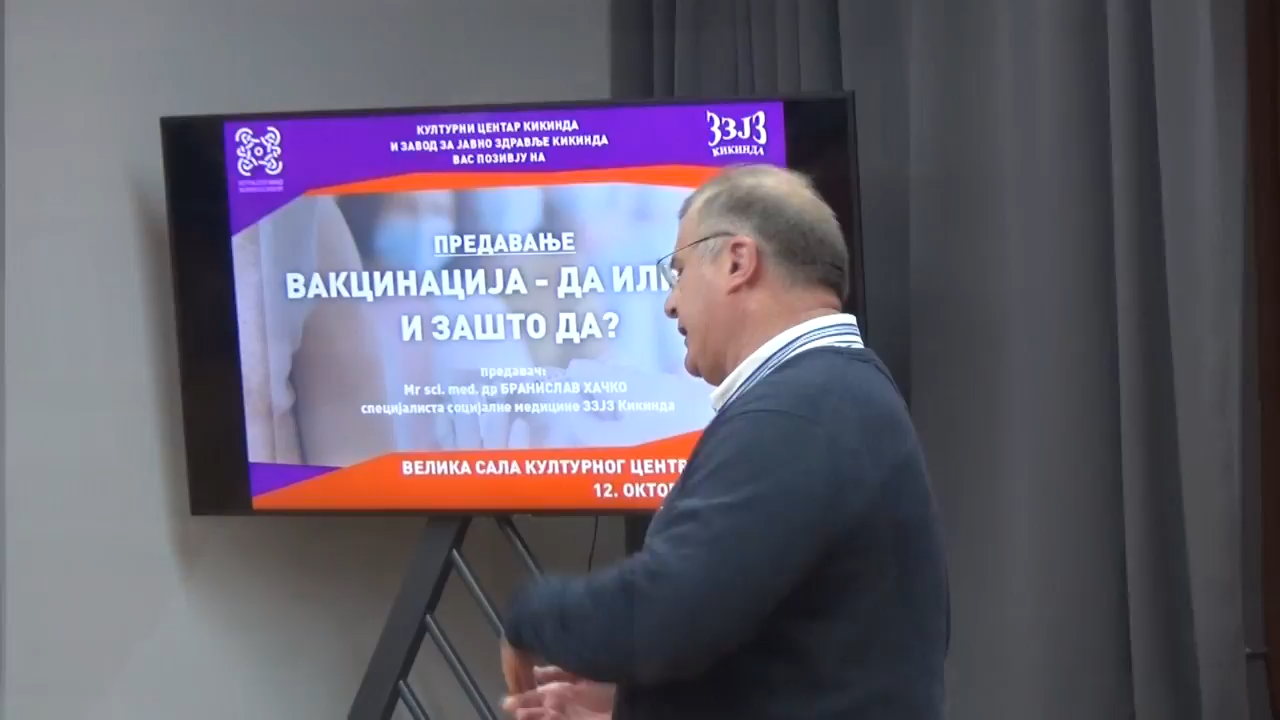 КУЛТУРНИ ЦЕНТАР КИКИНДА
И ЗАВОД ЗА ЈАВНО ЗДРАВЉЕ КИКИНДА
ВАС ПОЗИВЈУ НА
ЗЗЈЗ
КИКИНДА
ПРЕДАВАЊЕ
ВАКЦИНАЦИЈА - ДА ИЛИ
И ЗАШТО ДА?
предавач:
Mr sci. med. др БРАНИСЛАВ ХАЧКО
специјалиста социјалне медицине ЗЗЈЗ Кикинда
ВЕЛИКА САЛА КУЛТУРНОГ ЦЕНТР
12. ОКТО